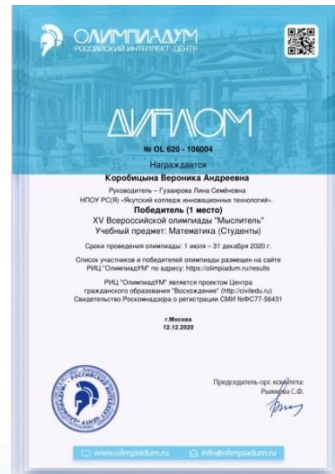 ОЛИМПИАДУМ
РОССИЙСКИЙ ИНТЕЛЛЕКТ-ЦЕНТР
ДИПЛОМ
№ OL 620 - 106004
Награждается
Коробицына Вероника Андреевна
Руководитель – Гузаирова Лина Семёновна
НПОУ РС(Я) «Якутский колледж инновационных технологий».
Победитель (1 место)
XV Всероссийской олимпиады "Мыслитель"
Учебный предмет: Математика (Студенты)
Сроки проведения олимпиады: 1 июля – 31 декабря 2020 г.
Список участников и победителей олимпиады размещен на сайте
РИЦ "ОлимпиадУМ" по адресу: https://olimpiadum.ru/results
РИЦ "ОлимпиадУМ" является проектом Центра
гражданского образования "Восхождение" (http://civiledu.ru)
Свидетельство Роскомнадзора о регистрации СМИ №ФС77-56431
г.Москва
12.12.2020
Председатель орг. комитета:
Рыжкова С.Ф.
www.olimpiadum.ru info@olimpiadum.ru